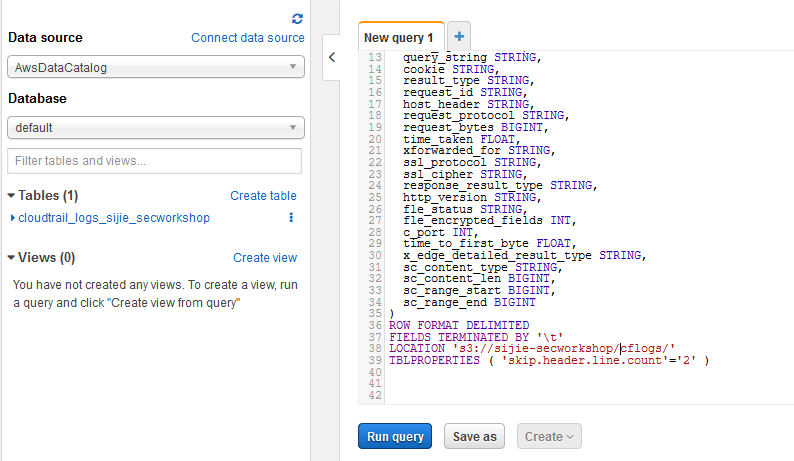 Data source
Connect data source
AwsDataCatalog
Database
default
Filter tables and views...
Tables (1)
Create table
cloudtrail_logs_sijie_secworkshop
Views (0)
Create view
You have not created any views. To create a view, run
a query and click "Create view from query"
New query 1
+
13 query_string STRING,
14 cookie STRING,
15 result_type STRING,
16 request_id STRING,
17 host_header STRING,
18 request_protocol STRING,
19 request_bytes BIGINT,
20 time_taken FLOAT,
21 xforwarded_for STRING,
22 ssl_protocol STRING,
23 ssl_cipher STRING,
24 response_result_type STRING,
25 http_version STRING,
26 fle_status STRING,
27 fle_encrypted_fields INT,
28 c_port INT,
29 time_to_first_byte FLOAT,
30 x_edge_detailed_result_type STRING,
31 sc_content_type STRING,
32 sc_content_len BIGINT,
33 sc_range_start BIGINT,
34 sc_range_end BIGINT
35 )
36 ROW FORMAT DELIMITED
37 FIELDS TERMINATED BY '\t'
38 LOCATION 's3://sijie-secworkshop/cflogs/'
39 TBLPROPERTIES ( 'skip.header.line.count'='2' )
40
41
42
Run query
Save as
Create